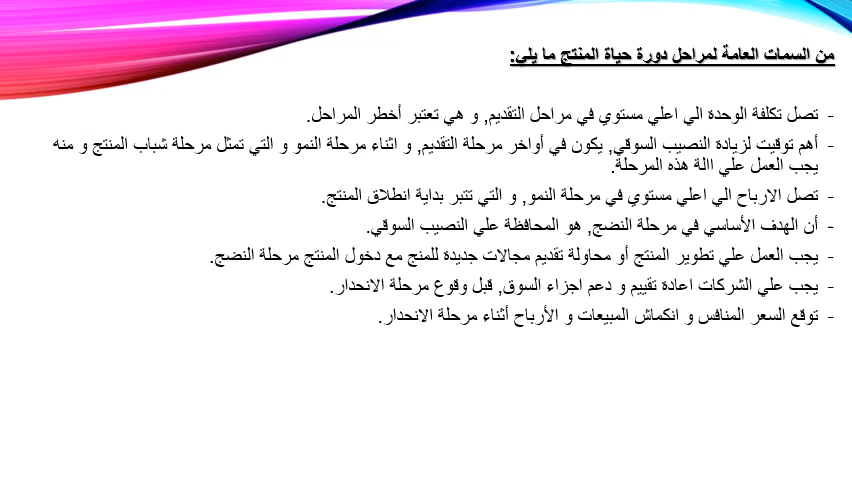 من السمات العامة لمراحل دورة حياة المنتج ما يلي:
- تصل تكلفة الوحدة الي اعلي مستوي في مراحل التقديم, و هي تعتبر أخطر المراحل.
- أهم توقيت لزيادة النصيب السوقي, يكون في أواخر مرحلة التقديم, و اثناء مرحلة النمو و التي تمثل مرحلة شباب المنتج و منه
يجب العمل علي االة هذه المرحلة.
- تصل الارباح الي اعلي مستوي في مرحلة النمو, و التي تتبر بداية انطلاق المنتج.
- أن الهدف الأساسي في مرحلة النضج, هو المحافظة علي النصيب السوقي.
- يجب العمل علي تطوير المنتج أو محاولة تقديم مجالات جديدة للمنج مع دخول المنتج مرحلة النضج.
- يجب علي الشركات اعادة تقييم و دعم اجزاء السوق, قبل وقوع مرحلة الانحدار.
- توقع السعر المنافس و انكماش المبيعات و الأرباح أثناء مرحلة الانحدار.